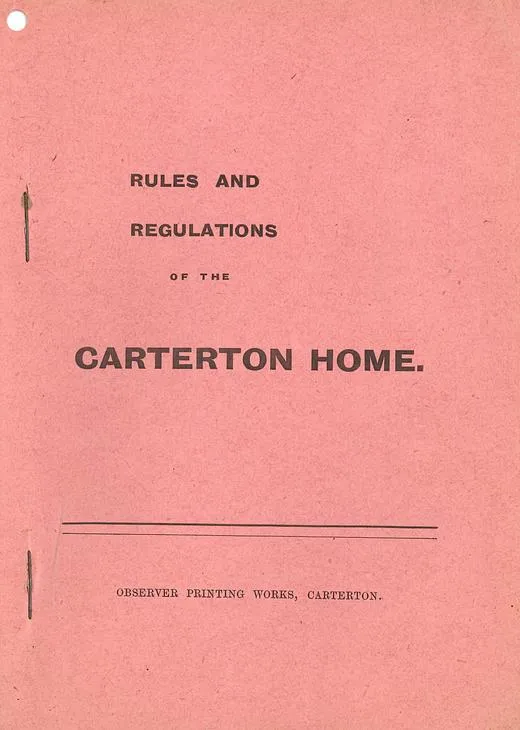 RULES AND
REGULATIONS
OF THE
CARTERTON HOME.
OBSERVER PRINTING WORKS, CARTERTON.